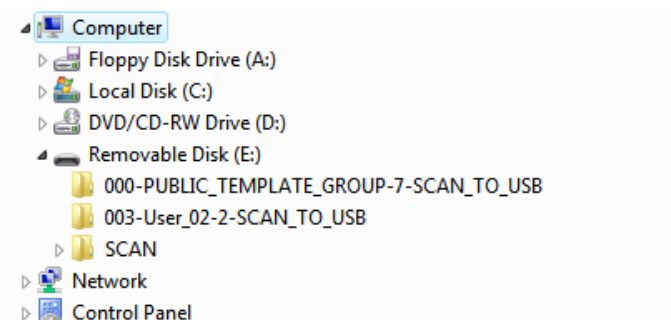 Computer
Floppy Disk Drive (A:)
Local Disk (C:)
DVD/CD-RW Drive (D:)
Removable Disk (E:)
000-PUBLIC_TEMPLATE_GROUP-7-SCAN_TO_USB
003-User_02-2-SCAN_TO_USB
SCAN
Network
Control Panel